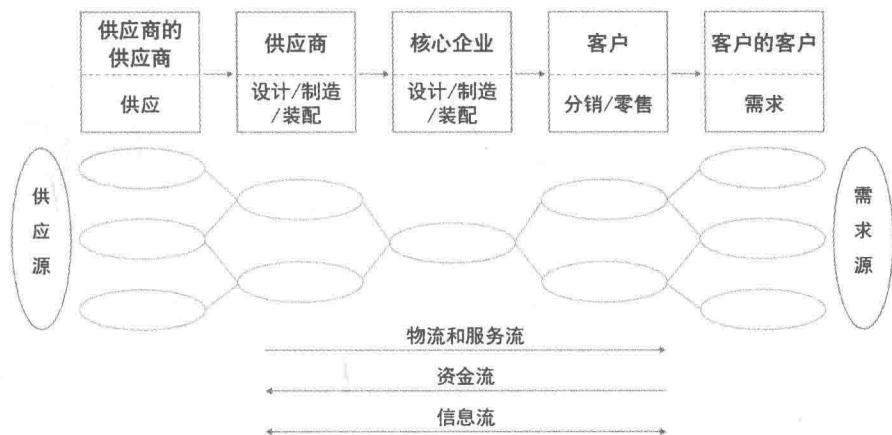 供应商的
供应商
供应
供应商
设计/制造
/装配
核心企业
设计/制造
/装配
客户
分销/零售
客户的客户
需求
供
应
源
需
求
源
物流和服务流
资金流
信息流